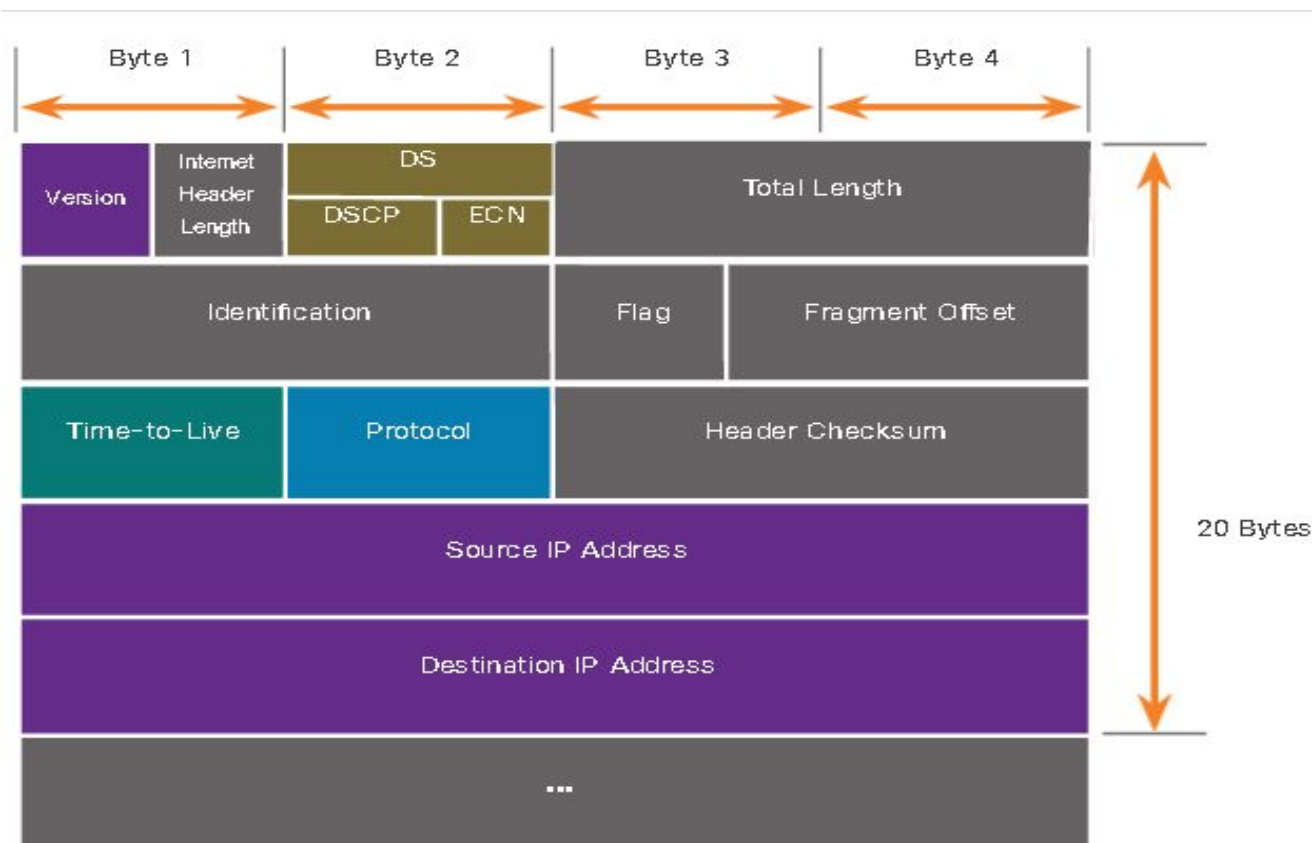 Byte 1 Byte 2 Byte 3 Byte 4
Version
Internet
Header
Length
DS
DSCP ECN
Total Length
Identification
Flag
Fragment Offset
Time-to-Live
Protocol
Header Checksum
Source IP Address
20 Bytes
Destination IP Address
...